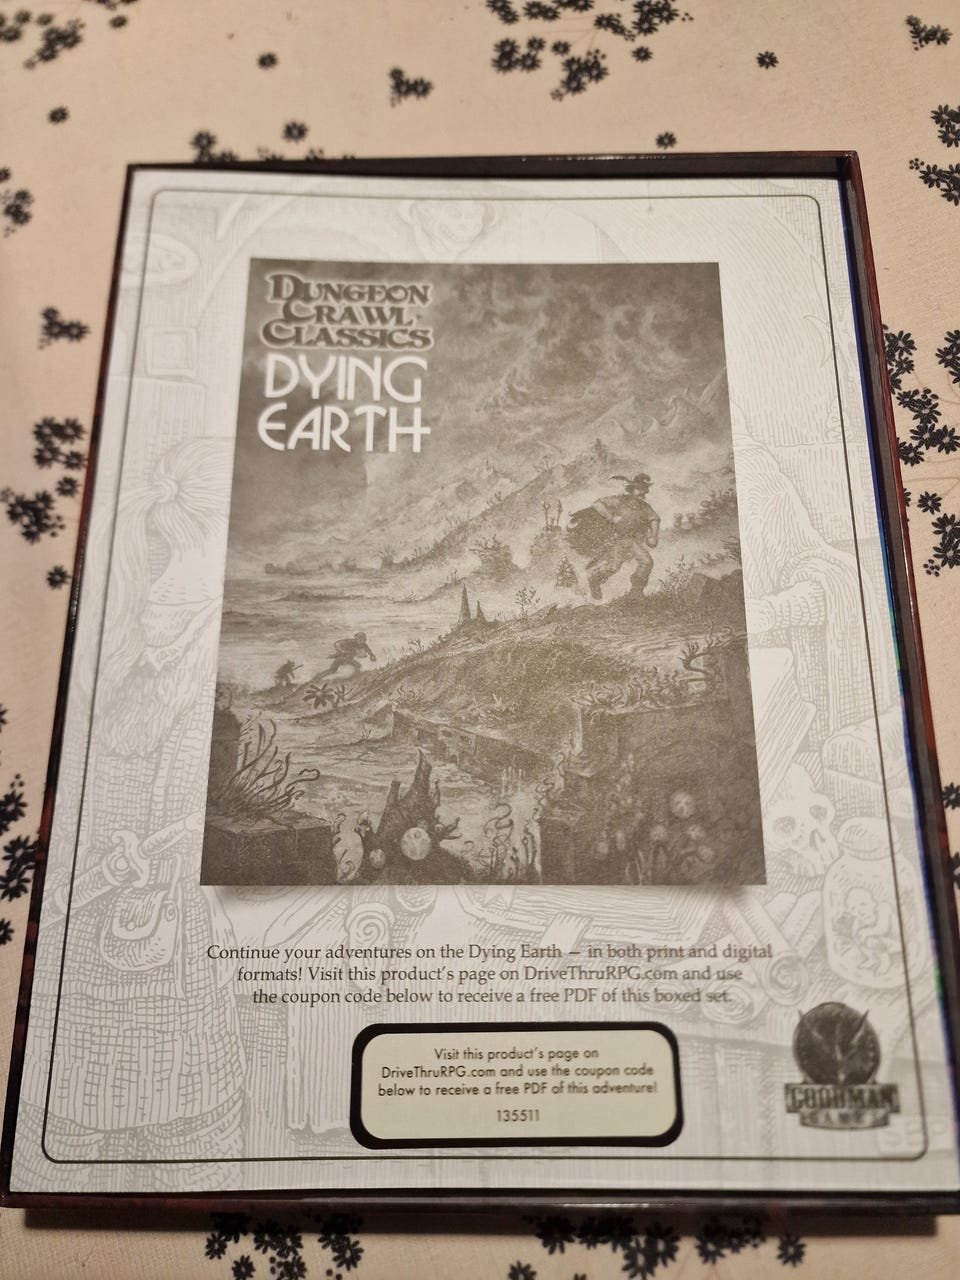 DUNGEON
CRAWL
CLASSICS
DYING
EARTH
Continue your adventures on the Dying Earth — in both print and digital
formats! Visit this product's page on DriveThruRPG.com and use
the coupon code below to receive a free PDF of this boxed set.
Visit this product's page on
DriveThruRPG.com and use the coupon code
below to receive a free PDF of this adventure!
135511
GOODMAN
GAMES